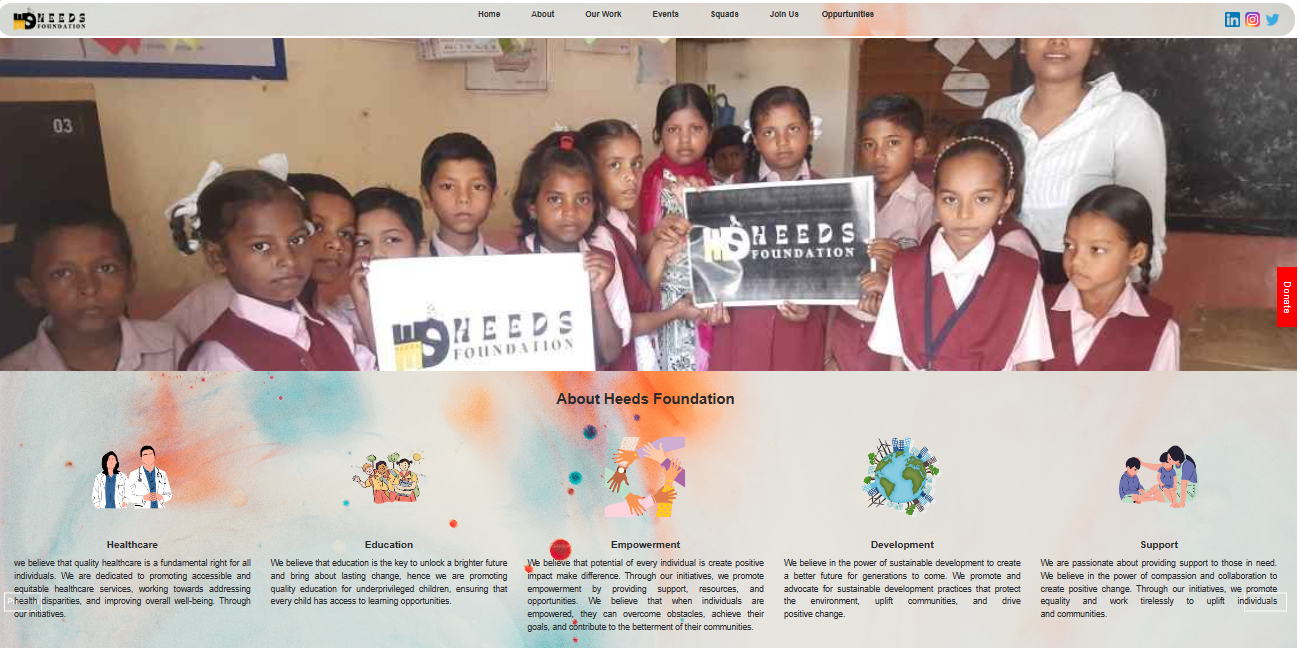 HEEDS
FOUNDATION
Home About Our Work Events Squads Join Us Oppurtunities
in
03
HEEDS
FOUNDATION
HEEDS
FOUNDATION
Donate
About Heeds Foundation
Healthcare
we believe that quality healthcare is a fundamental right for all
individuals. We are dedicated to promoting accessible and
equitable healthcare services, working towards addressing
health disparities, and improving overall well-being. Through
our initiatives.
Education
We believe that education is the key to unlock a brighter future
and bring about lasting change, hence we are promoting
quality education for underprivileged children, ensuring that
every child has access to learning opportunities.
Empowerment
We believe that potential of every individual is create positive
impact make difference. Through our initiatives, we promote
empowerment by providing support, resources, and
opportunities. We believe that when individuals are
empowered, they can overcome obstacles, achieve their
goals, and contribute to the betterment of their communities.
Development
We believe in the power of sustainable development to create
a better future for generations to come. We promote and
advocate for sustainable development practices that protect
the environment, uplift communities, and drive
positive change.
Support
We are passionate about providing support to those in need.
We believe in the power of compassion and collaboration to
create positive change. Through our initiatives, we promote
equality and work tirelessly to uplift individuals
and communities.